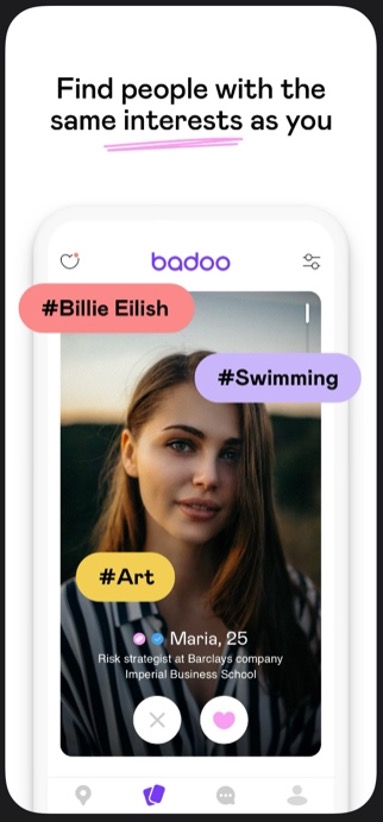 Find people with the
same interests as you
badoo
#Billie Eilish
#Swimming
#Art
Maria, 25
Risk strategist at Barclays company
Imperial Business School